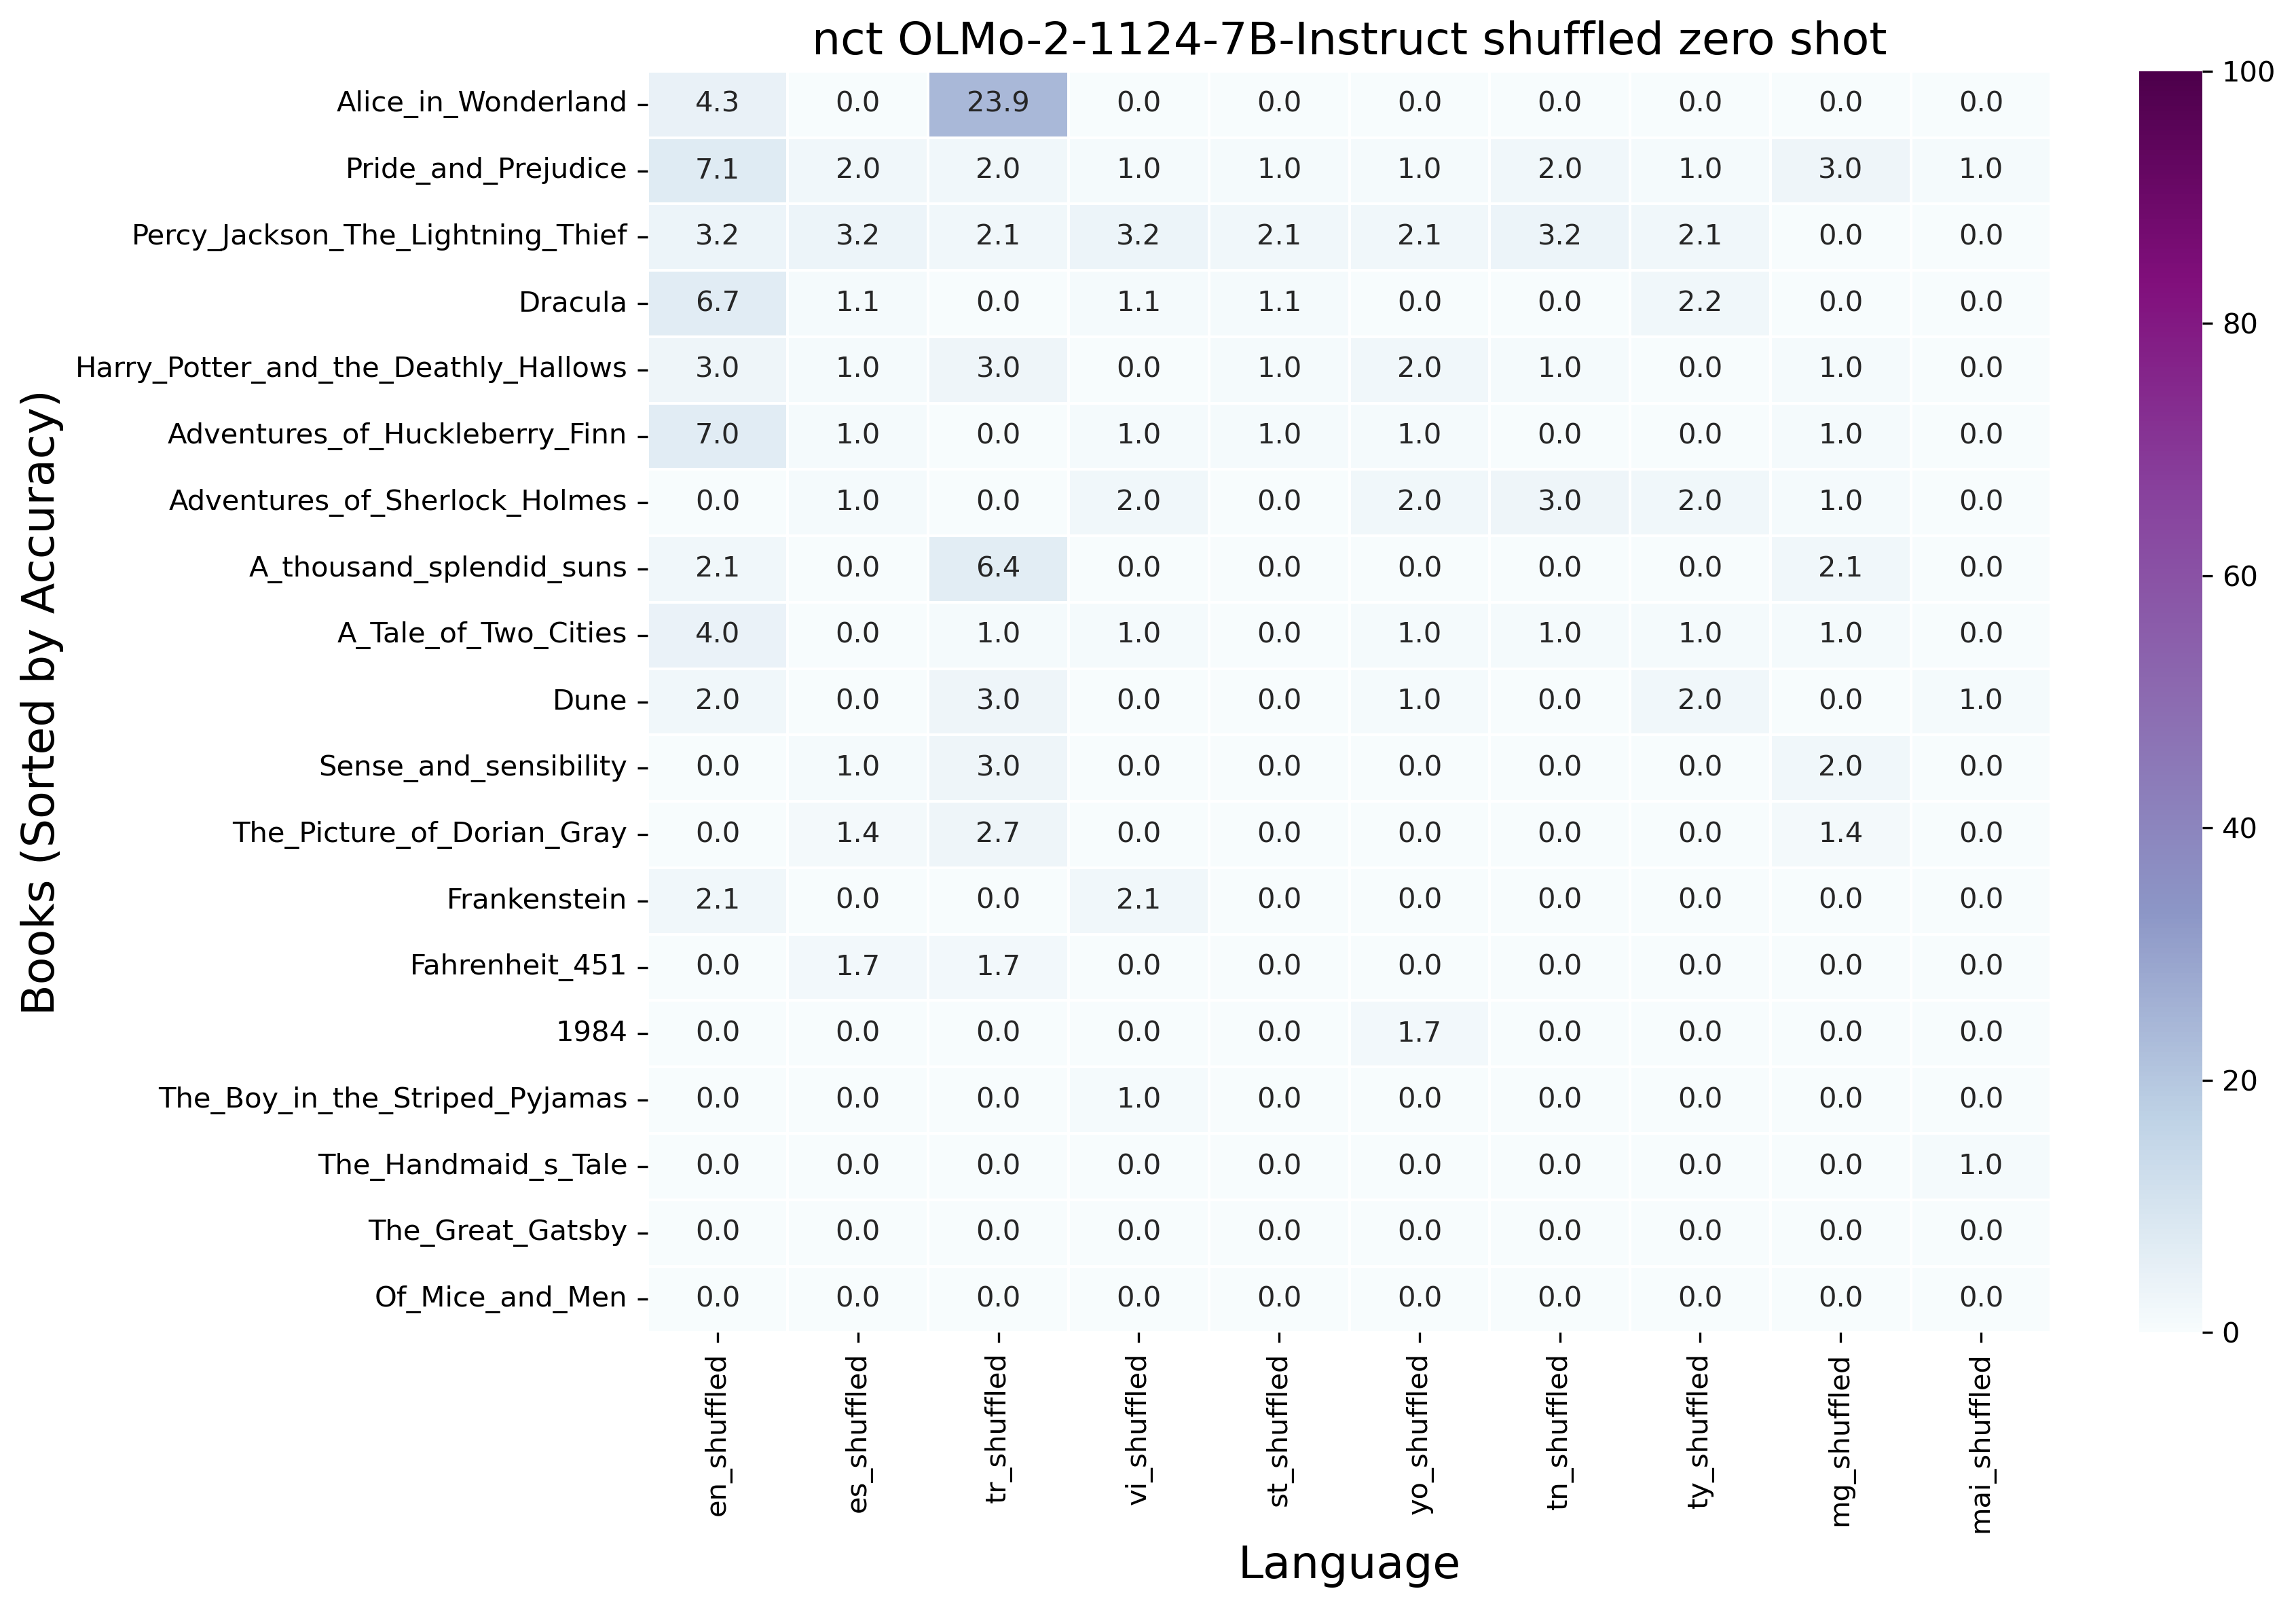 nct OLMo-2-1124-7B-Instruct shuffled zero shot
Books (Sorted by Accuracy)
Alice_in_Wonderland 4.3 0.0 23.9 0.0 0.0 0.0 0.0 0.0 0.0 0.0
Pride_and_Prejudice 7.1 2.0 2.0 1.0 1.0 1.0 2.0 1.0 3.0 1.0
Percy_Jackson_The_Lightning_Thief 3.2 3.2 2.1 3.2 2.1 2.1 3.2 2.1 0.0 0.0
Dracula 6.7 1.1 0.0 1.1 1.1 0.0 0.0 2.2 0.0 0.0
Harry_Potter_and_the_Deathly_Hallows 3.0 1.0 3.0 0.0 1.0 2.0 1.0 0.0 1.0 0.0
Adventures_of_Huckleberry_Finn 7.0 1.0 0.0 1.0 1.0 1.0 0.0 0.0 1.0 0.0
Adventures_of_Sherlock_Holmes 0.0 1.0 0.0 2.0 0.0 2.0 3.0 2.0 1.0 0.0
A_thousand_splendid_suns 2.1 0.0 6.4 0.0 0.0 0.0 0.0 0.0 2.1 0.0
A_Tale_of_Two_Cities 4.0 0.0 1.0 1.0 0.0 1.0 1.0 1.0 1.0 0.0
Dune 2.0 0.0 3.0 0.0 0.0 1.0 0.0 2.0 0.0 1.0
Sense_and_sensibility 0.0 1.0 3.0 0.0 0.0 0.0 0.0 0.0 2.0 0.0
The_Picture_of_Dorian_Gray 0.0 1.4 2.7 0.0 0.0 0.0 0.0 0.0 1.4 0.0
Frankenstein 2.1 0.0 0.0 2.1 0.0 0.0 0.0 0.0 0.0 0.0
Fahrenheit_451 0.0 1.7 1.7 0.0 0.0 0.0 0.0 0.0 0.0 0.0
1984 0.0 0.0 0.0 0.0 0.0 1.7 0.0 0.0 0.0 0.0
The_Boy_in_the_Striped_Pyjamas 0.0 0.0 0.0 1.0 0.0 0.0 0.0 0.0 0.0 0.0
The_Handmaid_s_Tale 0.0 0.0 0.0 0.0 0.0 0.0 0.0 0.0 0.0 1.0
The_Great_Gatsby 0.0 0.0 0.0 0.0 0.0 0.0 0.0 0.0 0.0 0.0
Of_Mice_and_Men 0.0 0.0 0.0 0.0 0.0 0.0 0.0 0.0 0.0 0.0
en_shuffled es_shuffled tr_shuffled vi_shuffled st_shuffled yo_shuffled tn_shuffled ty_shuffled mg_shuffled mai_shuffled
Language
100
80
60
40
20
0